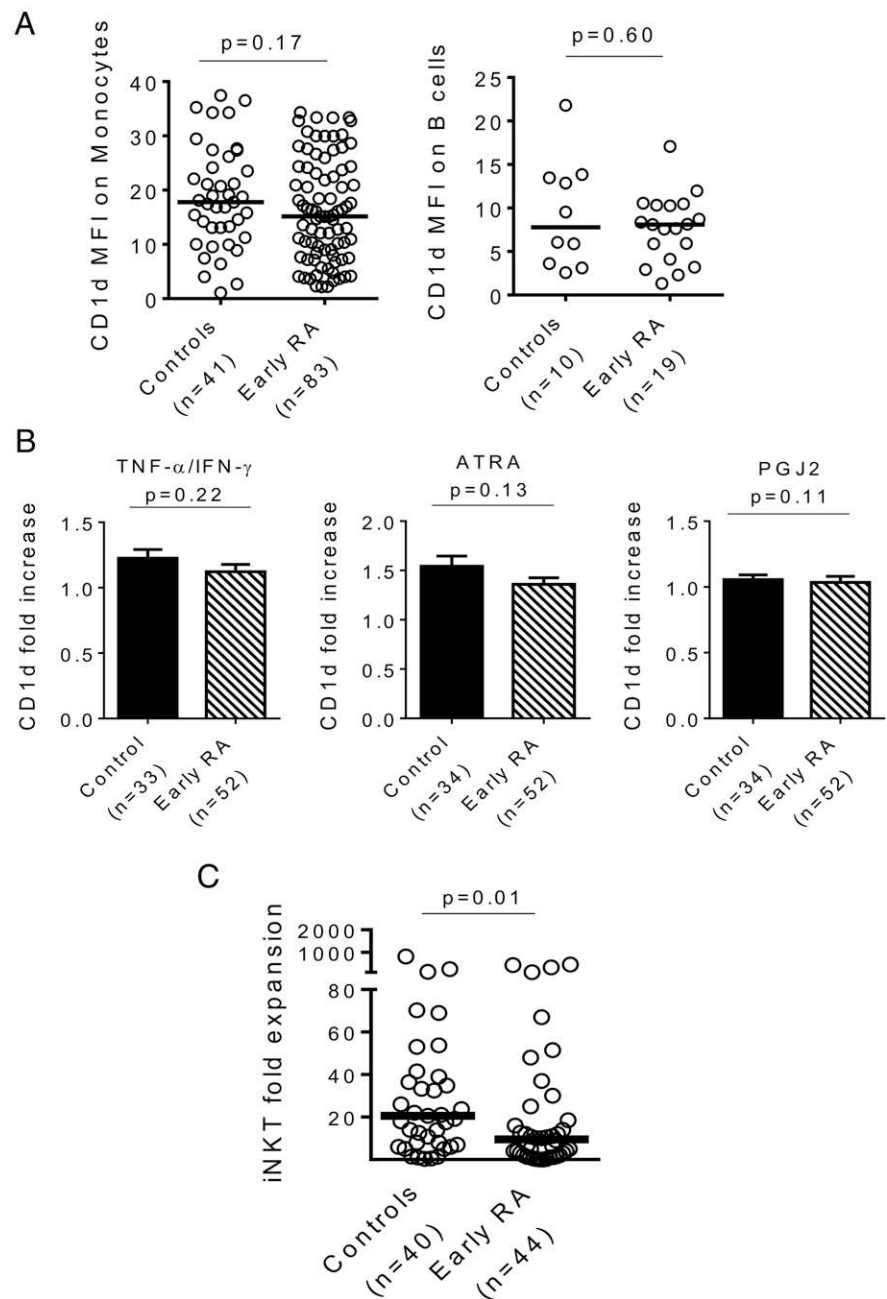 A
p=0.17
CD1d MFI on Monocytes
40
30
20
10
0
Controls
(n=41)
Early RA
(n=83)
p=0.60
CD1d MFI on B cells
25
20
15
10
5
0
Controls
(n=10)
Early RA
(n=19)
B
TNF-α/IFN-γ
p=0.22
CD1d fold increase
1.5
1.0
0.5
0.0
Control
(n=33)
Early RA
(n=52)
ATRA
p=0.13
CD1d fold increase
2.0
1.5
1.0
0.5
0.0
Control
(n=34)
Early RA
(n=52)
PGJ2
p=0.11
CD1d fold increase
1.5
1.0
0.5
0.0
Control
(n=34)
Early RA
(n=52)
C
p=0.01
iNKT fold expansion
2000
1000
80
60
40
20
Controls
(n=40)
Early RA
(n=44)